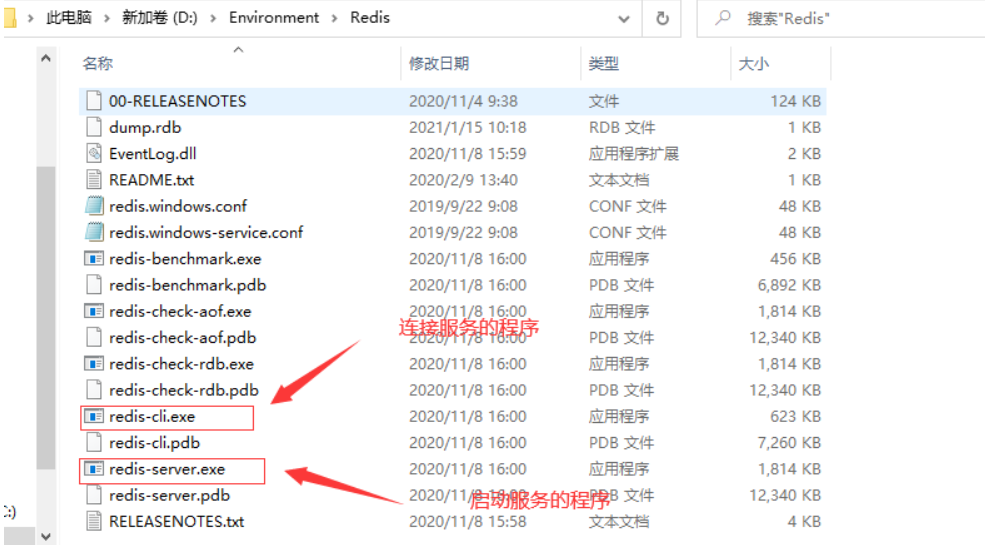 此电脑 > 新加卷 (D:) > Environment > Redis
搜索"Redis"
名称 修改日期 类型 大小
00-RELEASENOTES 2020/11/4 9:38 文件 124 KB
dump.rdb 2021/1/15 10:18 RDB 文件 1 KB
EventLog.dll 2020/11/8 15:59 应用程序扩展 2 KB
README.txt 2020/2/9 13:40 文本文档 1 KB
redis.windows.conf 2019/9/22 9:08 CONF 文件 48 KB
redis.windows-service.conf 2019/9/22 9:08 CONF 文件 48 KB
redis-benchmark.exe 2020/11/8 16:00 应用程序 456 KB
redis-benchmark.pdb 2020/11/8 16:00 PDB 文件 6,892 KB
redis-check-aof.exe 2020/11/8 16:00 应用程序 1,814 KB
连接服务的程序
redis-check-aof.pdb 2020/11/8 16:00 PDB 文件 12,340 KB
redis-check-rdb.exe 2020/11/8 16:00 应用程序 1,814 KB
redis-check-rdb.pdb 2020/11/8 16:00 PDB 文件 12,340 KB
redis-cli.exe 2020/11/8 16:00 应用程序 623 KB
redis-cli.pdb 2020/11/8 16:00 PDB 文件 7,260 KB
redis-server.exe 2020/11/8 16:00 应用程序 1,814 KB
redis-server.pdb 2020/11/8 16:00 PDB 文件 12,340 KB
启动服务的程序
RELEASENOTES.txt 2020/11/8 15:58 文本文档 4 KB
:)